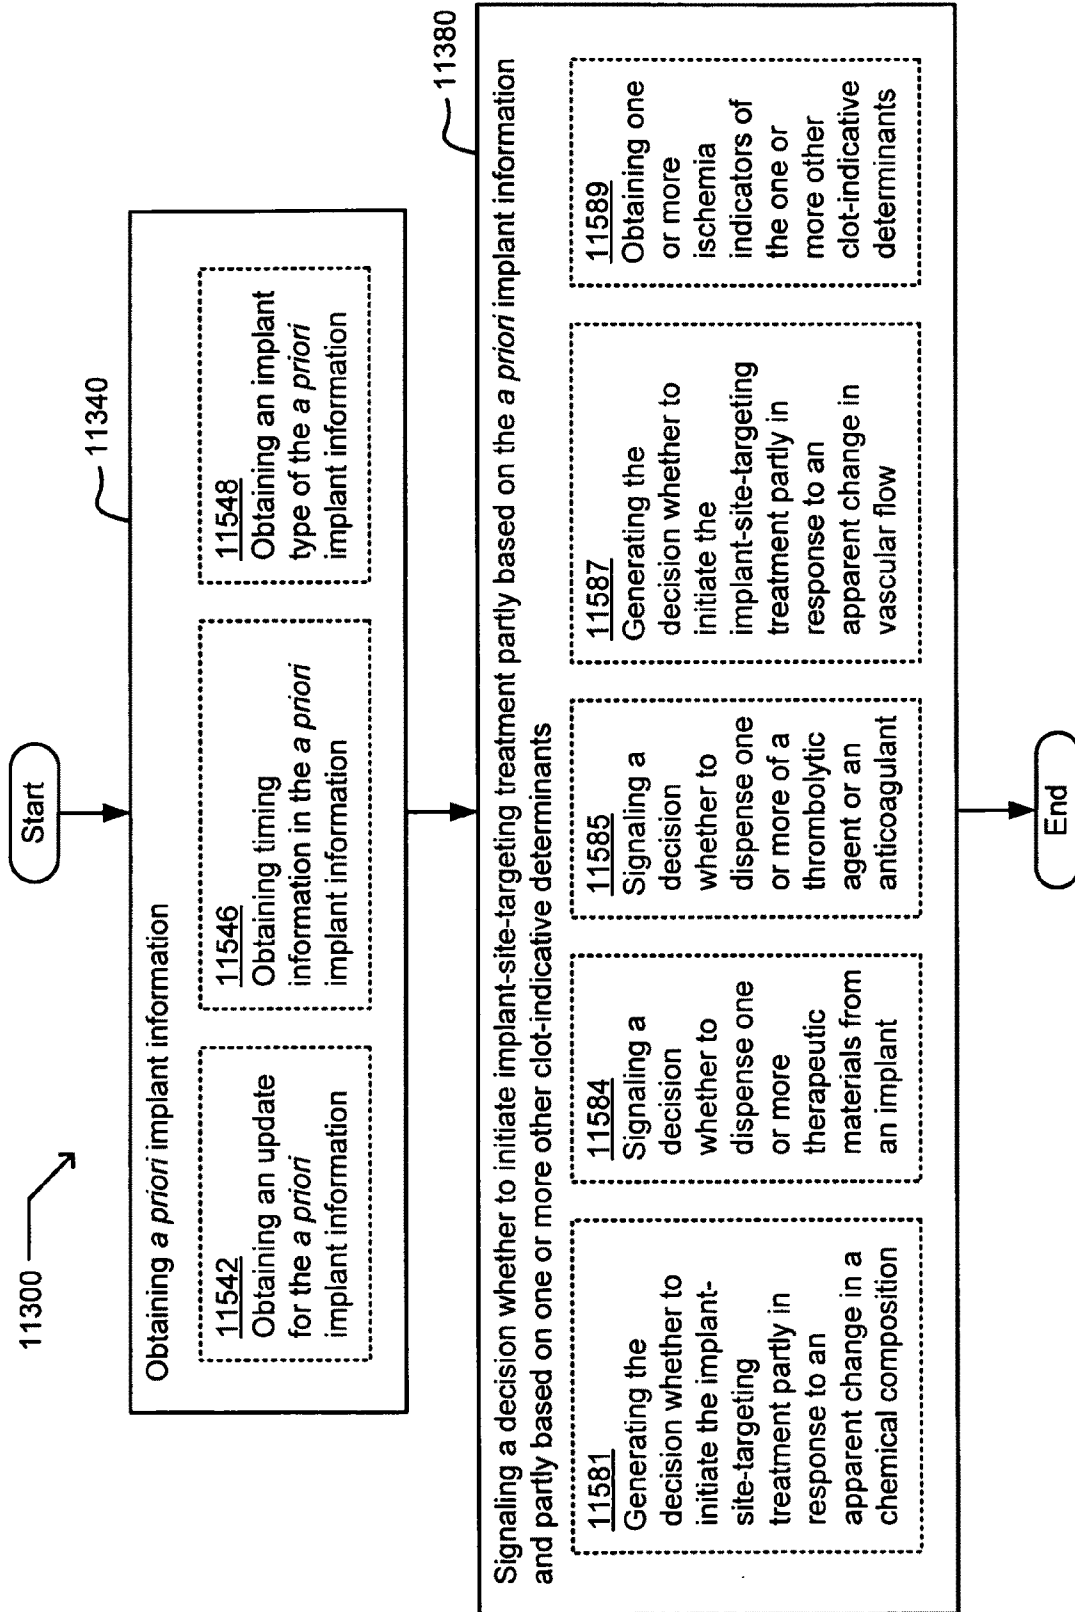 11300
Start
11340
Obtaining a priori implant information
11542
Obtaining an update
for the a priori
implant information
11546
Obtaining timing
information in the a priori
implant information
11548
Obtaining an implant
type of the a priori
implant information
11380
Signaling a decision whether to initiate implant-site-targeting treatment partly based on the a priori implant information
and partly based on one or more other clot-indicative determinants
11581
Generating the
decision whether to
initiate the implant-
site-targeting
treatment partly in
response to an
apparent change in a
chemical composition
11584
Signaling a
decision
whether to
dispense one
or more
therapeutic
materials from
an implant
11585
Signaling a
decision
whether to
dispense one
or more of a
thrombolytic
agent or an
anticoagulant
11587
Generating the
decision whether to
initiate the
implant-site-targeting
treatment partly in
response to an
apparent change in
vascular flow
11589
Obtaining one
or more
ischemia
indicators of
the one or
more other
clot-indicative
determinants
End